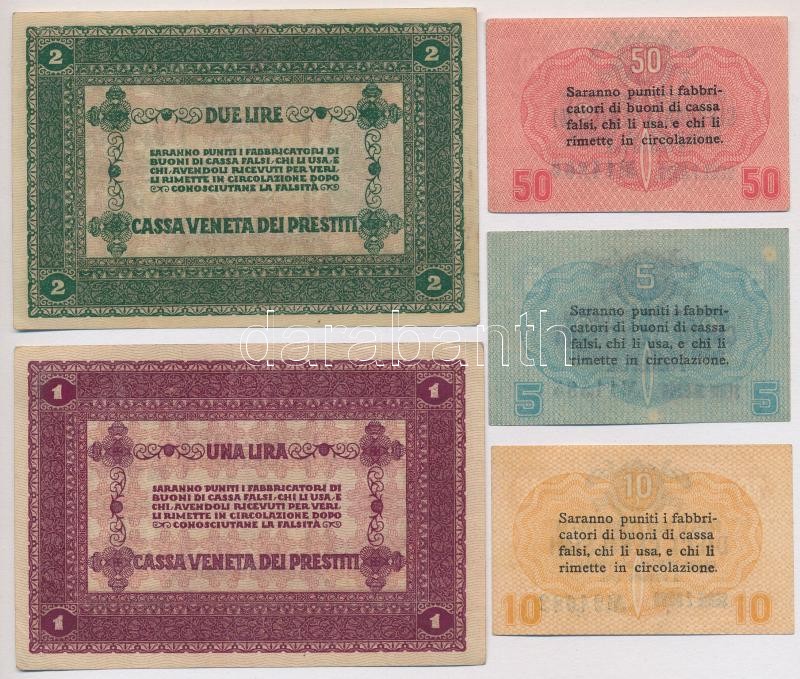 2 2
DUE LIRE
SARANNO PUNITI I FABBRICATORI DI
BUONI DI CASSA FALSI, CHI LI USA, E
CHI, AVENDOLI RICEVUTI PER VERI,
LI RIMETTE IN CIRCOLAZIONE DOPO
CONOSCIUTANE LA FALSITÀ
CASSA VENETA DEI PRESTITI
2 2
1 1
UNA LIRA
SARANNO PUNITI I FABBRICATORI DI
BUONI DI CASSA FALSI, CHI LI USA, E
CHI, AVENDOLI RICEVUTI PER VERI,
LI RIMETTE IN CIRCOLAZIONE DOPO
CONOSCIUTANE LA FALSITÀ
CASSA VENETA DEI PRESTITI
1 1
50
Saranno puniti i fabbri-
catori di buoni di cassa
falsi, chi li usa, e chi li
rimette in circolazione.
50 50
5
Saranno puniti i fabbri-
catori di buoni di cassa
falsi, chi li usa, e chi li
rimette in circolazione.
5 5
10
Saranno puniti i fabbri-
catori di buoni di cassa
falsi, chi li usa, e chi li
rimette in circolazione.
10 10
darabanth.com